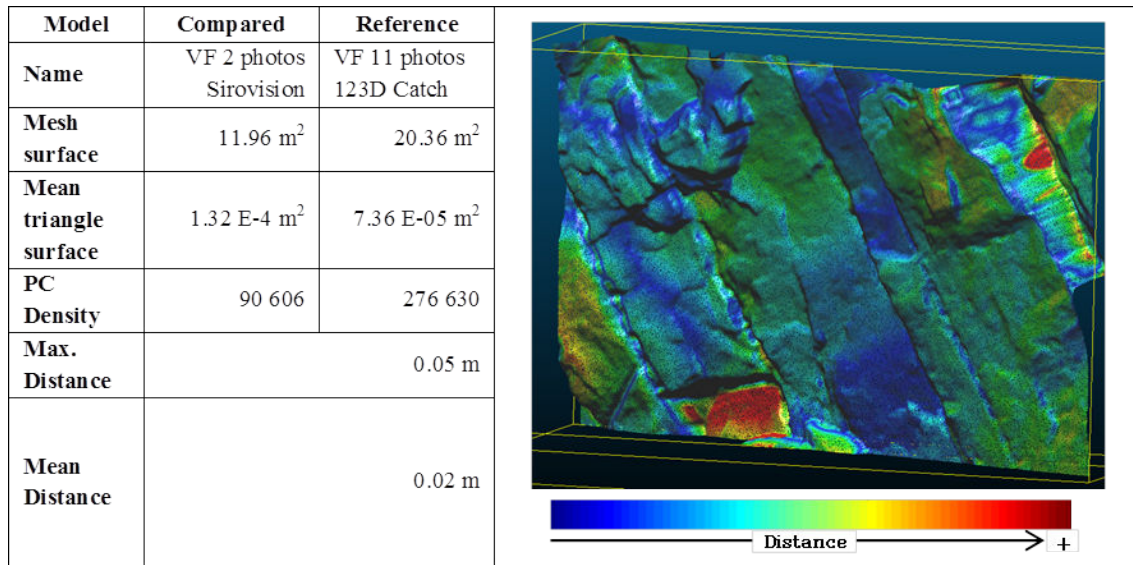 Model Compared Reference
Name VF 2 photos VF 11 photos
Sirovision 123D Catch
Mesh
surface 11.96 m² 20.36 m²
Mean
triangle 1.32 E-4 m² 7.36 E-05 m²
surface
PC
Density 90 606 276 630
Max.
Distance 0.05 m
Mean
Distance 0.02 m
Distance +